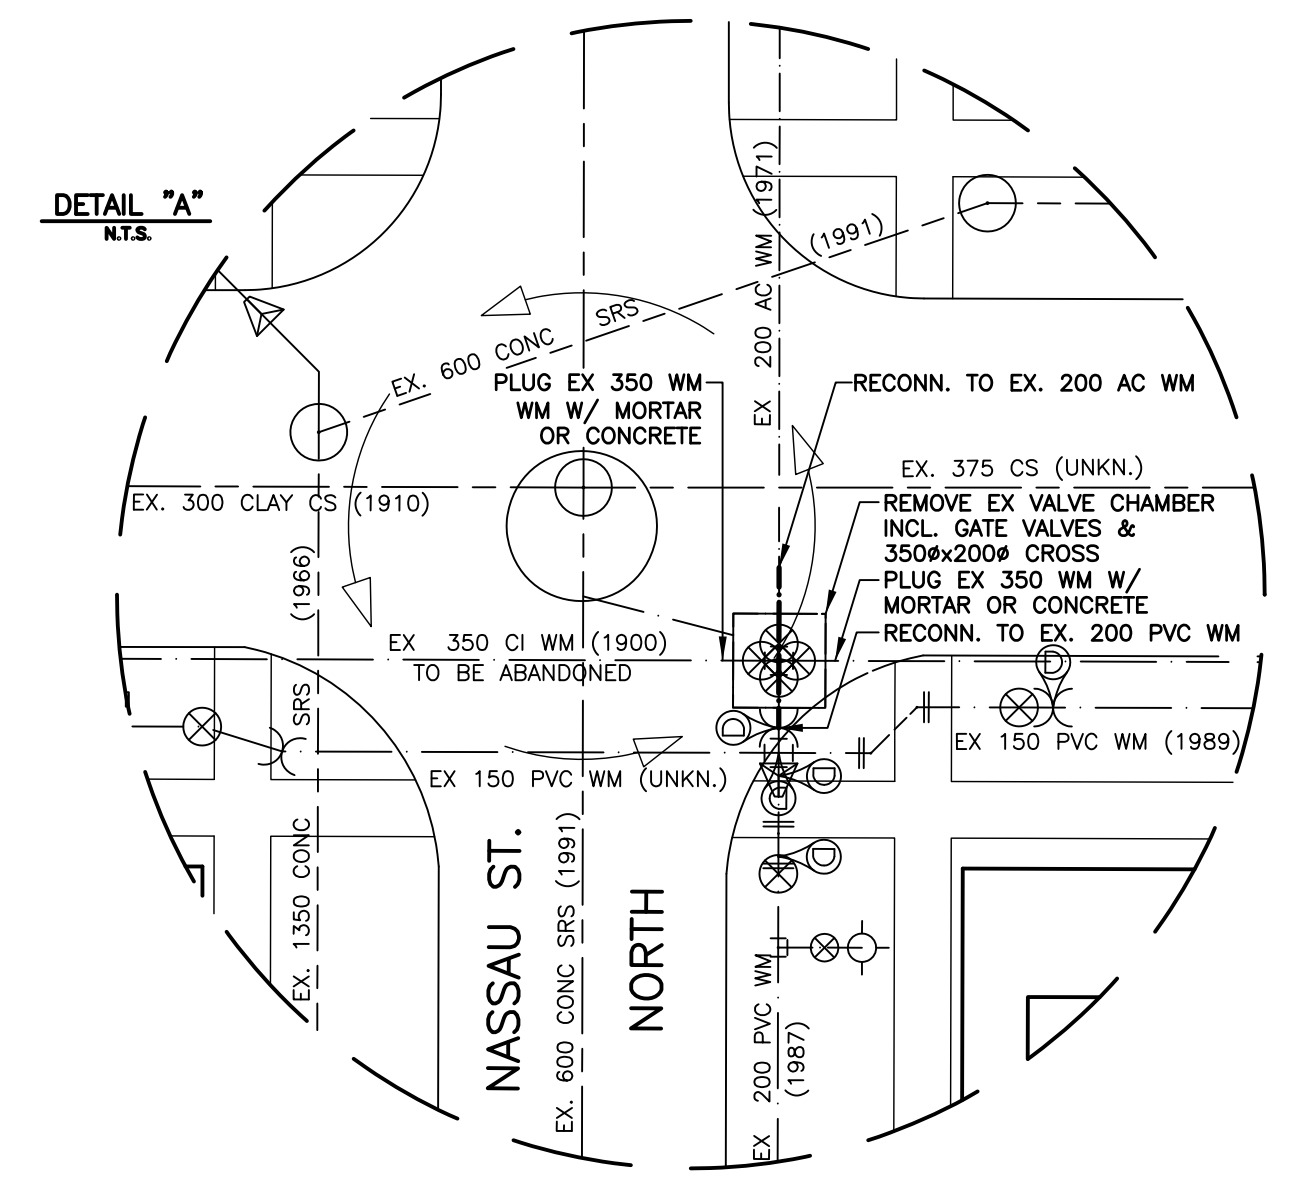 DETAIL "A"
N.T.S.
EX 200 AC WM (1971)
(1991)
EX. 600 CONC SRS
PLUG EX 350 WM
WM W/ MORTAR
OR CONCRETE
RECONN. TO EX. 200 AC WM
EX. 375 CS (UNKN.)
EX. 300 CLAY CS (1910)
REMOVE EX VALVE CHAMBER
INCL. GATE VALVES &
350øx200ø CROSS
PLUG EX 350 WM W/
MORTAR OR CONCRETE
RECONN. TO EX. 200 PVC WM
EX 350 CI WM (1900)
TO BE ABANDONED
EX. 1350 CONC SRS (1966)
D
D
D
D
D
EX 150 PVC WM (1989)
EX 150 PVC WM (UNKN.)
NASSAU ST.
NORTH
EX. 600 CONC SRS (1991)
EX 200 PVC WM
(1987)